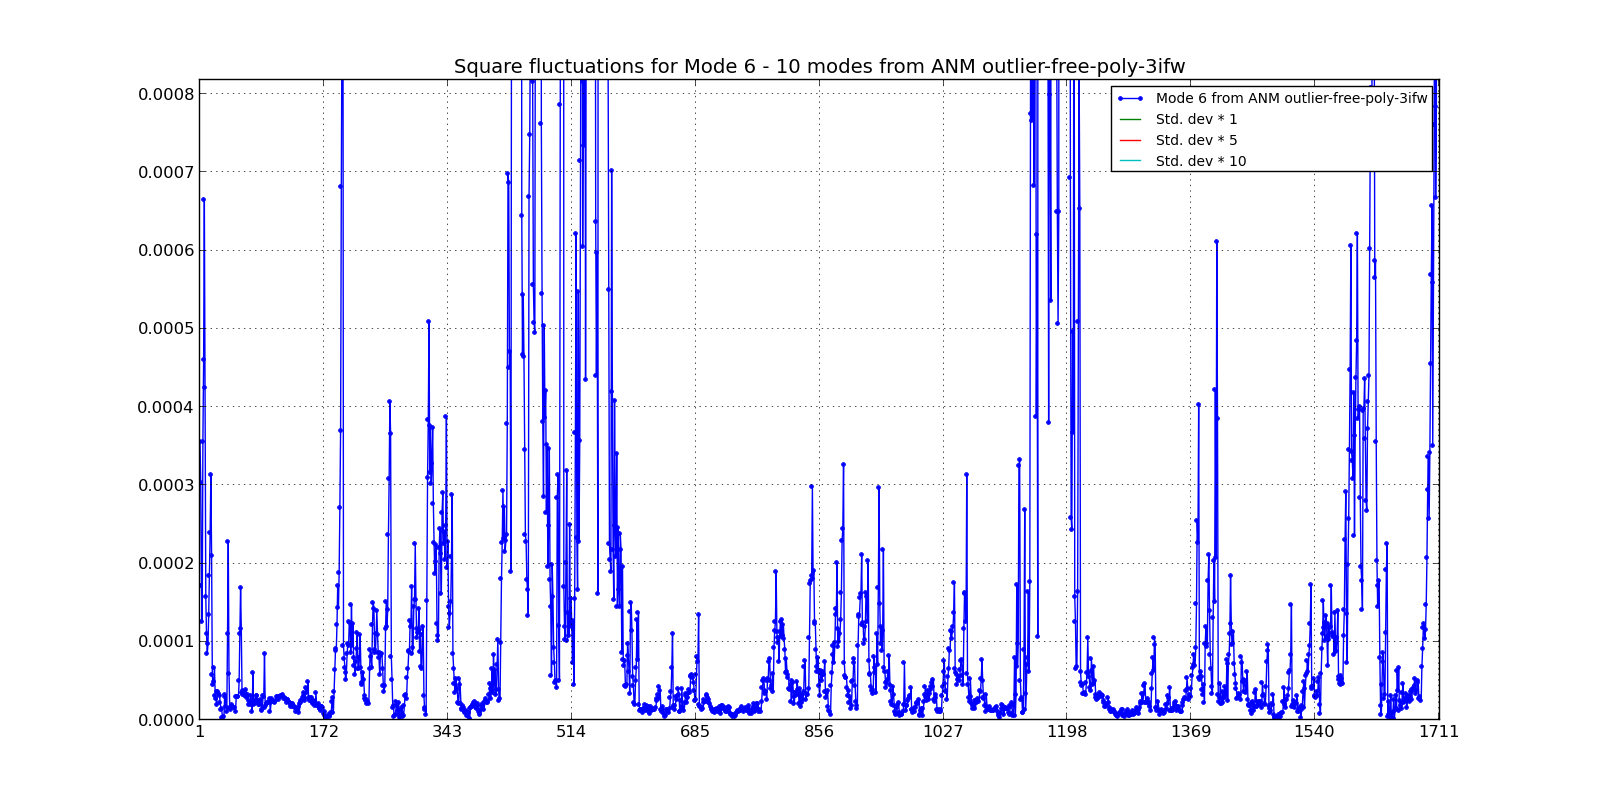 Square fluctuations for Mode 6 - 10 modes from ANM outlier-free-poly-3ifw
Mode 6 from ANM outlier-free-poly-3ifw
Std. dev * 1
Std. dev * 5
Std. dev * 10
0.0008
0.0007
0.0006
0.0005
0.0004
0.0003
0.0002
0.0001
0.0000
1 172 343 514 685 856 1027 1198 1369 1540 1711